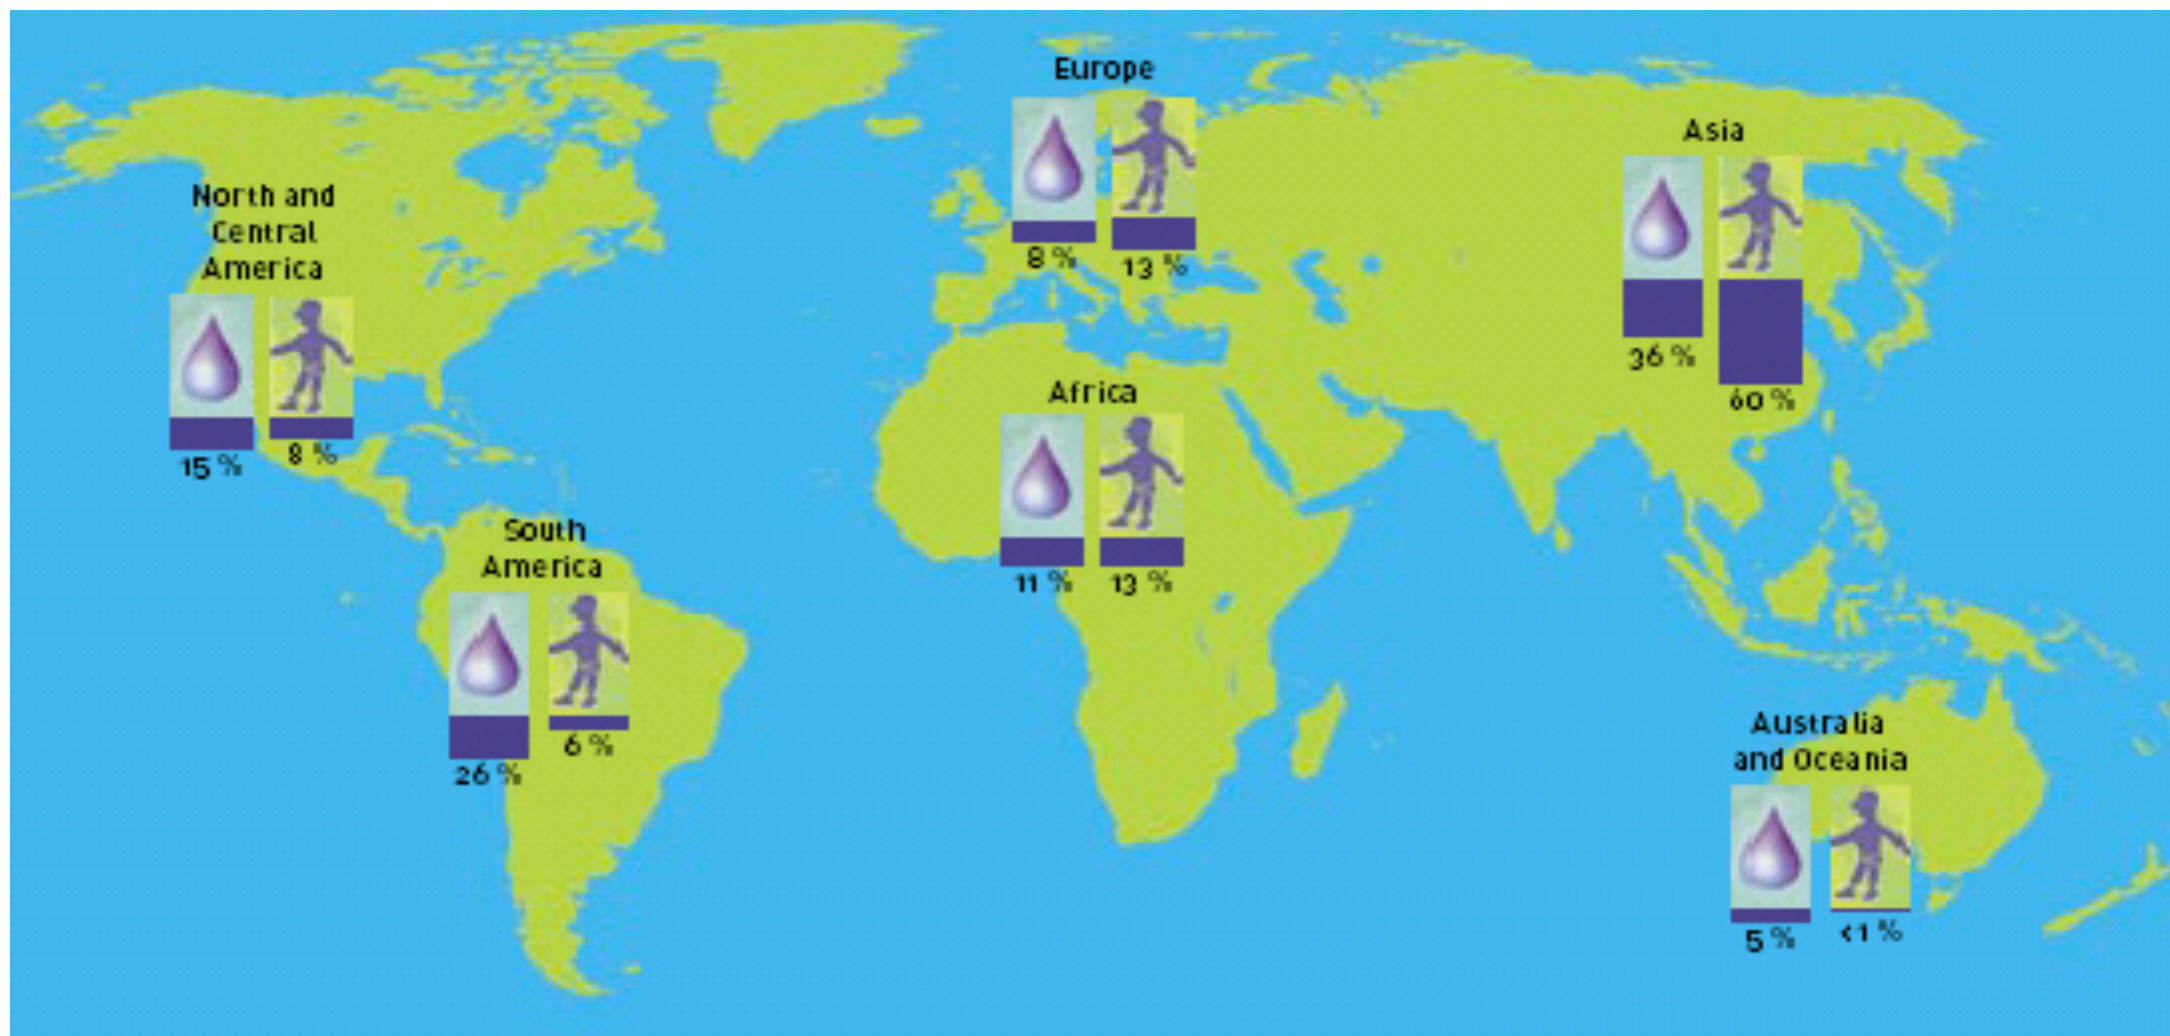 Europe
8 %
13 %
Asia
36 %
60 %
North and
Central
America
15 %
8 %
Africa
11 %
13 %
South
America
26 %
6 %
Australia
and Oceania
5 %
<1 %